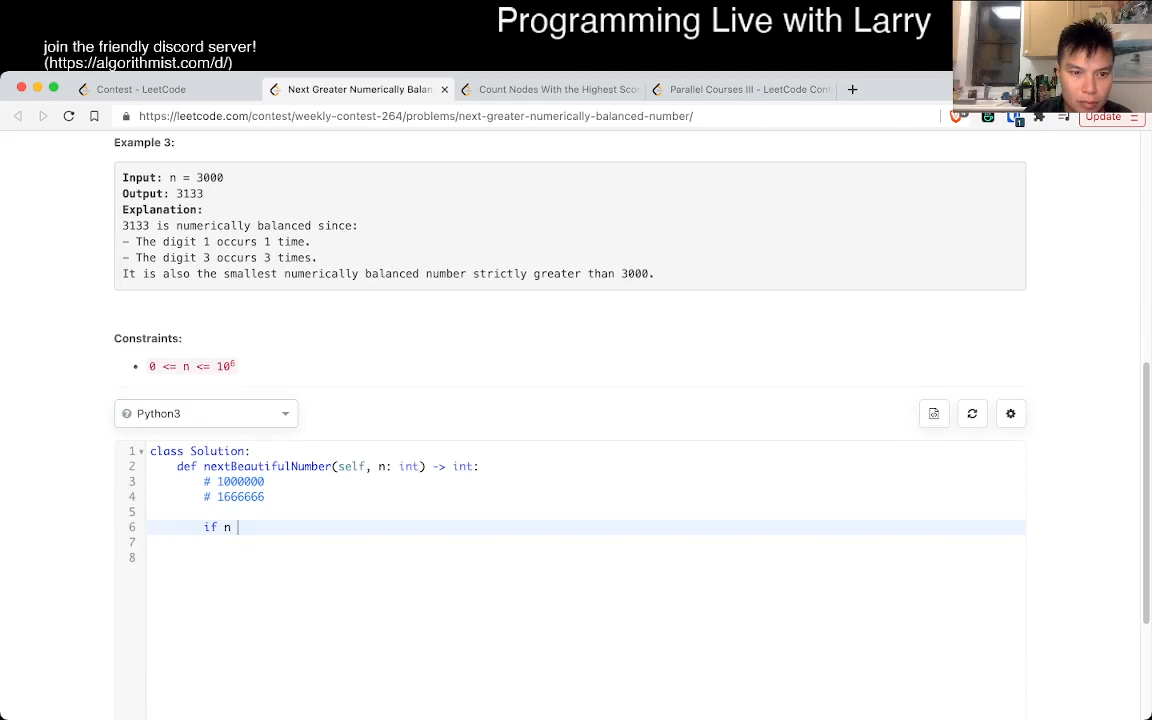 Programming Live with Larry
join the friendly discord server!
(https://algorithmist.com/d/)
Contest - LeetCode
Next Greater Numerically Balan
Count Nodes With the Highest Sco
Parallel Courses III - LeetCode Con
https://leetcode.com/contest/weekly-contest-264/problems/next-greater-numerically-balanced-number/
Update
Example 3:
Input: n = 3000
Output: 3133
Explanation:
3133 is numerically balanced since:
- The digit 1 occurs 1 time.
- The digit 3 occurs 3 times.
It is also the smallest numerically balanced number strictly greater than 3000.
Constraints:
• 0 <= n <= 10⁶
Python3
1 class Solution:
2 def nextBeautifulNumber(self, n: int) -> int:
3 # 1000000
4 # 1666666
5
6 if n
7
8